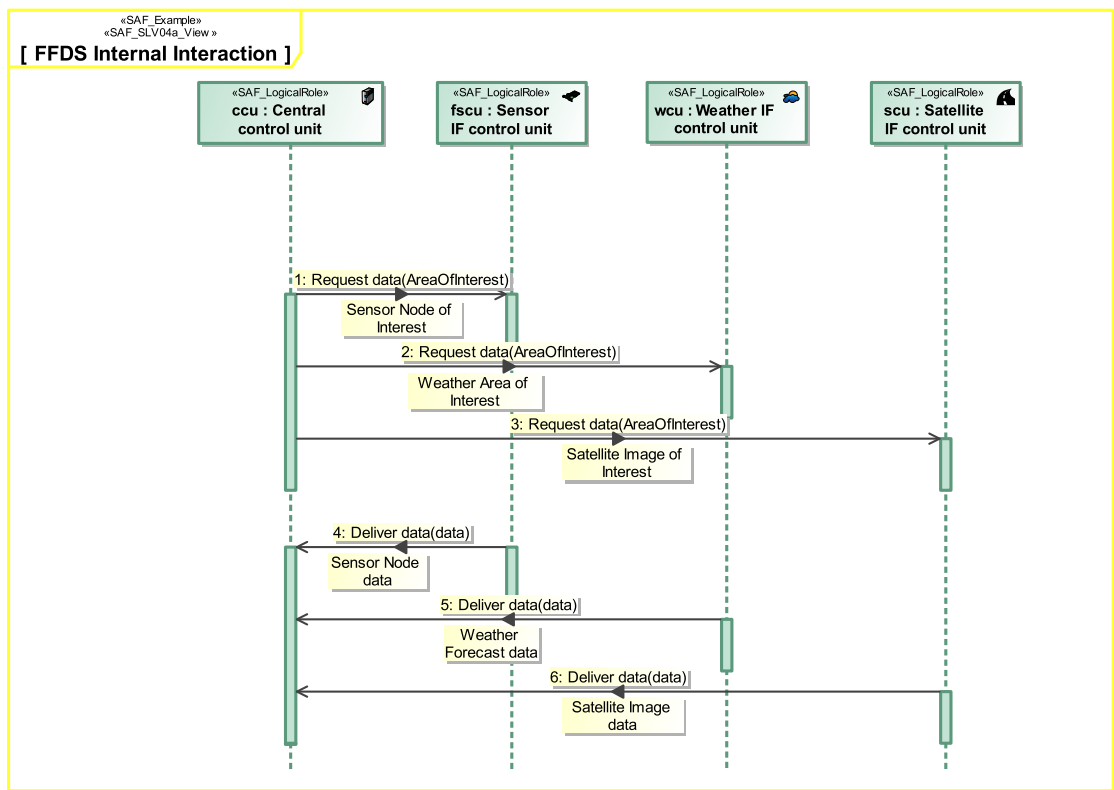 «SAF_Example»
«SAF_SLV04a_View »
[ FFDS Internal Interaction ]
«SAF_LogicalRole»
ccu : Central
control unit
«SAF_LogicalRole»
fscu : Sensor
IF control unit
«SAF_LogicalRole»
wcu : Weather IF
control unit
«SAF_LogicalRole»
scu : Satellite
IF control unit
1: Request data(AreaOfInterest)
Sensor Node of
Interest
2: Request data(AreaOfInterest)
Weather Area of
Interest
3: Request data(AreaOfInterest)
Satellite Image of
Interest
4: Deliver data(data)
Sensor Node
data
5: Deliver data(data)
Weather
Forecast data
6: Deliver data(data)
Satellite Image
data